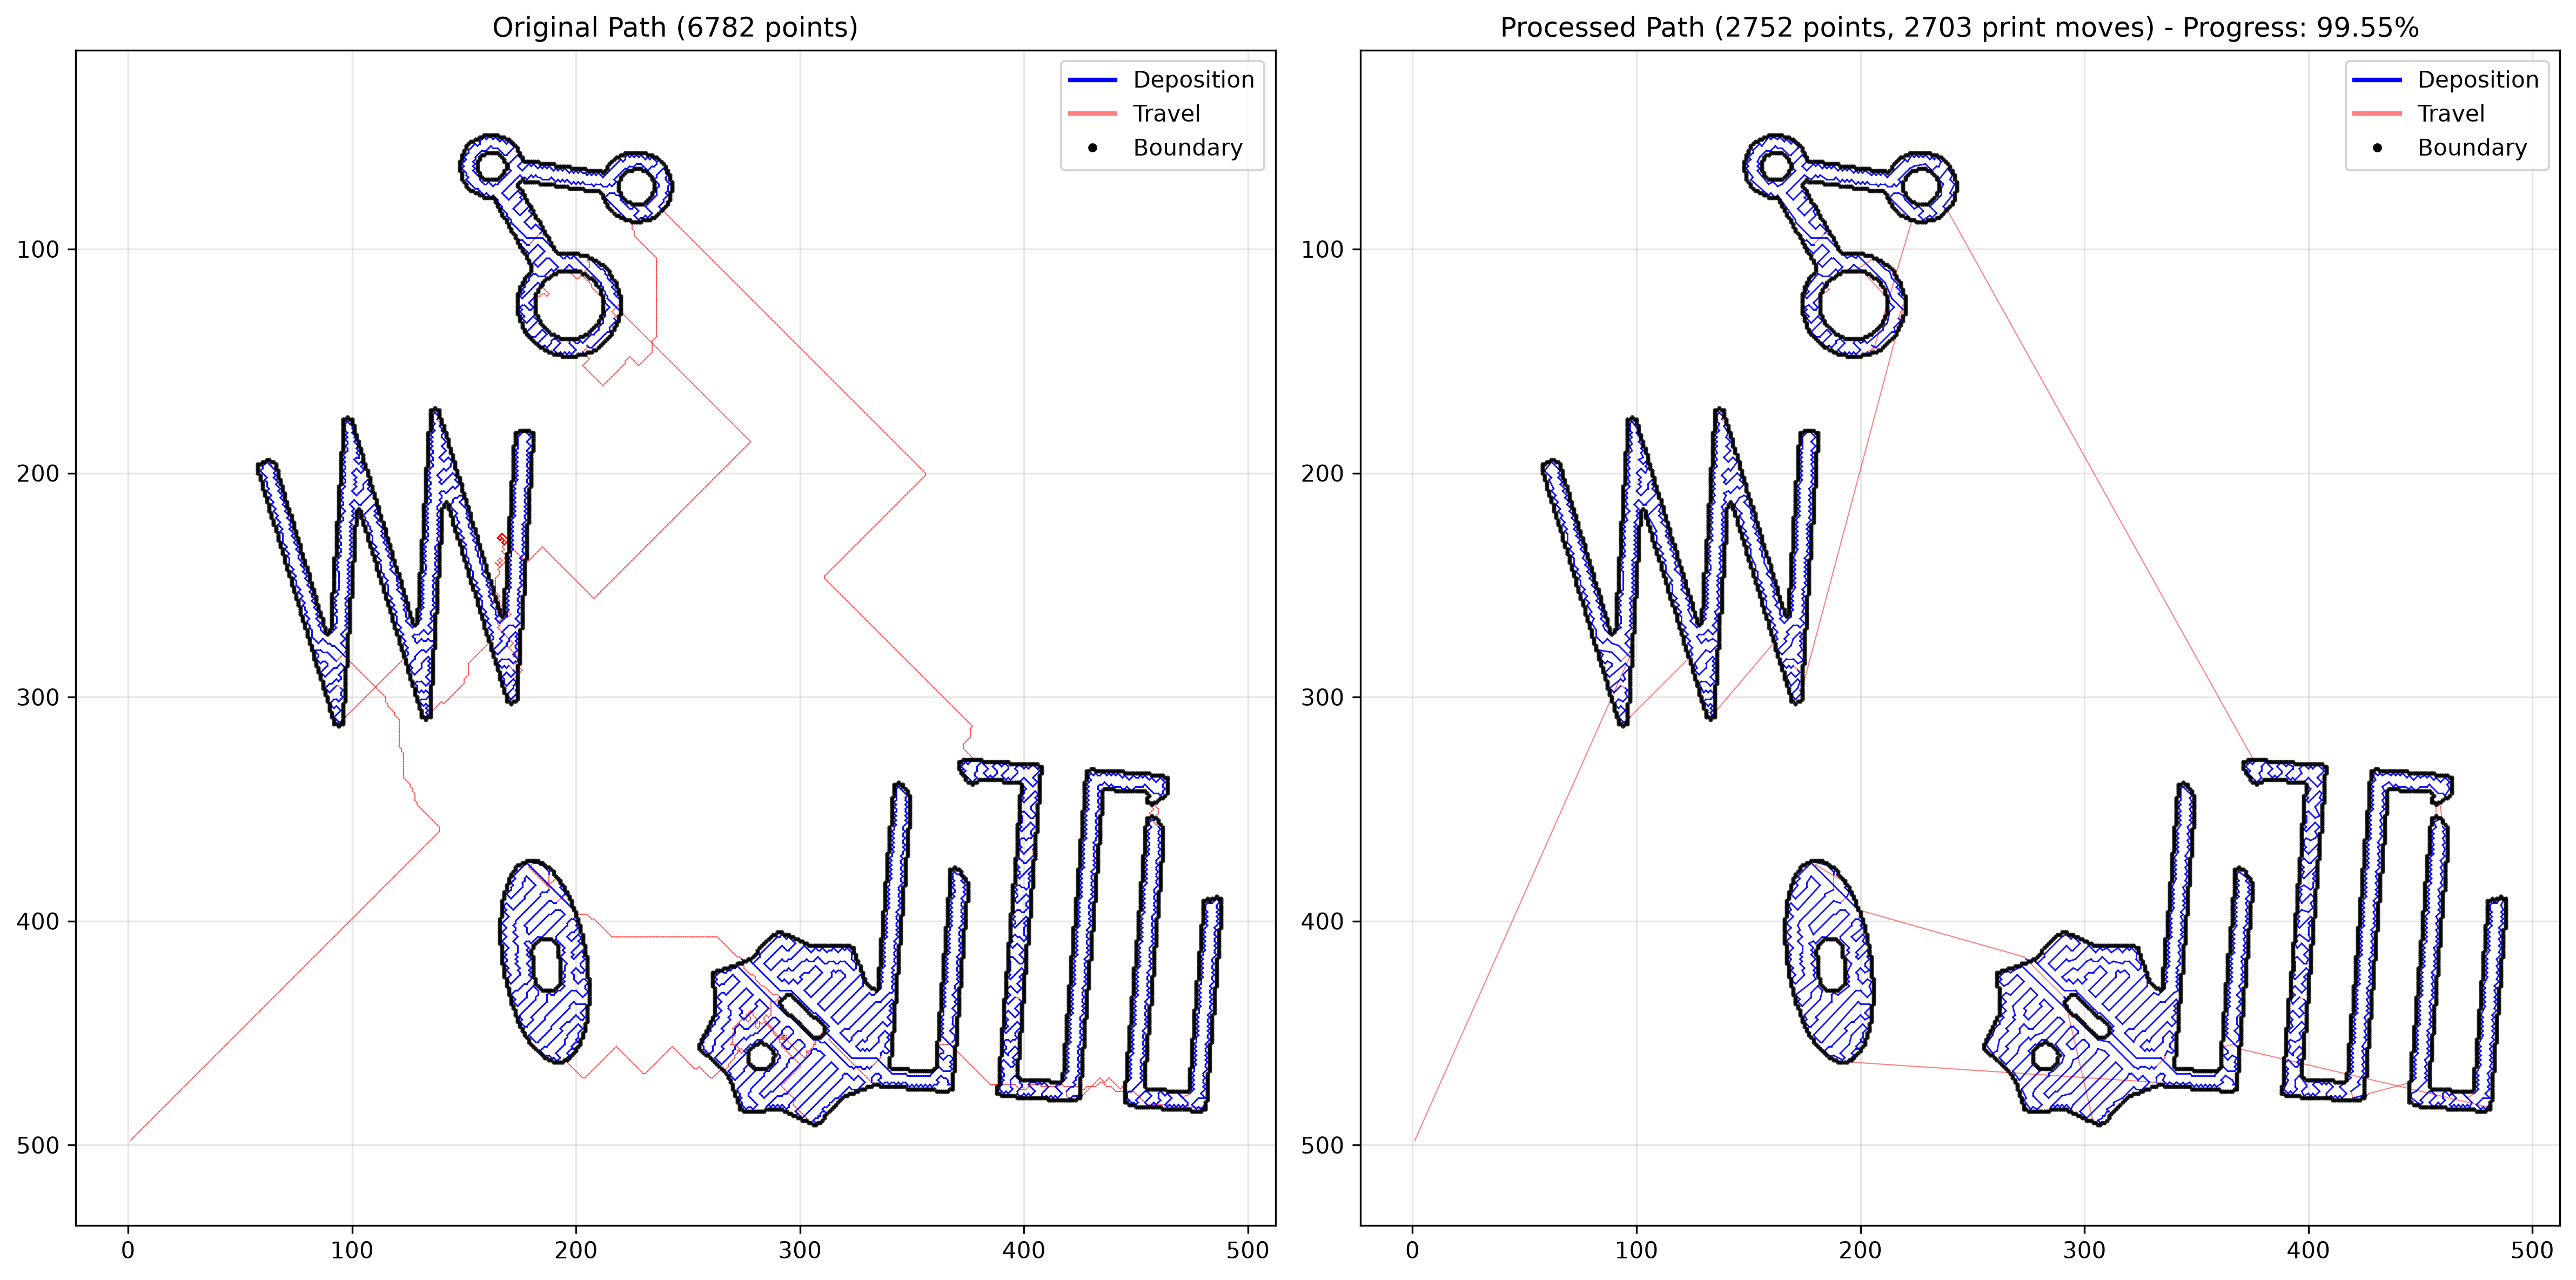 Original Path (6782 points)
Deposition
Travel
Boundary
100
200
300
400
500
0 100 200 300 400 500
Processed Path (2752 points, 2703 print moves) - Progress: 99.55%
Deposition
Travel
Boundary
100
200
300
400
500
0 100 200 300 400 500